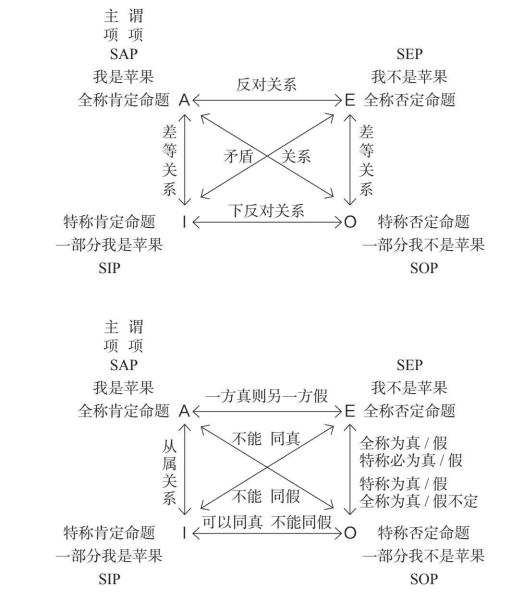 主 谓
项 项
SAP
SEP
我是苹果
我不是苹果
全称肯定命题 A
反对关系
E 全称否定命题
差等关系
矛盾 关系
差等关系
特称肯定命题 I
下反对关系
O 特称否定命题
一部分我是苹果
一部分我不是苹果
SIP
SOP
主 谓
项 项
SAP
SEP
我是苹果
我不是苹果
全称肯定命题 A
一方真则另一方假
E 全称否定命题
从属关系
不能 同真
不能 同假
全称为真 / 假
特称必为真 / 假
特称为真 / 假
全称为真 / 假不定
特称肯定命题 I
可以同真 不能同假
O 特称否定命题
一部分我是苹果
一部分我不是苹果
SIP
SOP